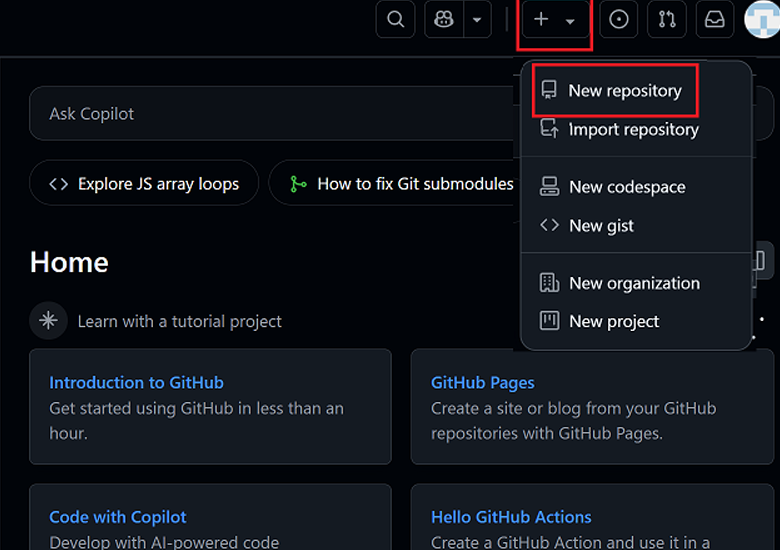 Ask Copilot
New repository
Import repository
Explore JS array loops
How to fix Git submodules
New codespace
New gist
Home
New organization
New project
Learn with a tutorial project
Introduction to GitHub
Get started using GitHub in less than an
hour.
GitHub Pages
Create a site or blog from your GitHub
repositories with GitHub Pages.
Code with Copilot
Develop with AI-powered code
Hello GitHub Actions
Create a GitHub Action and use it in a